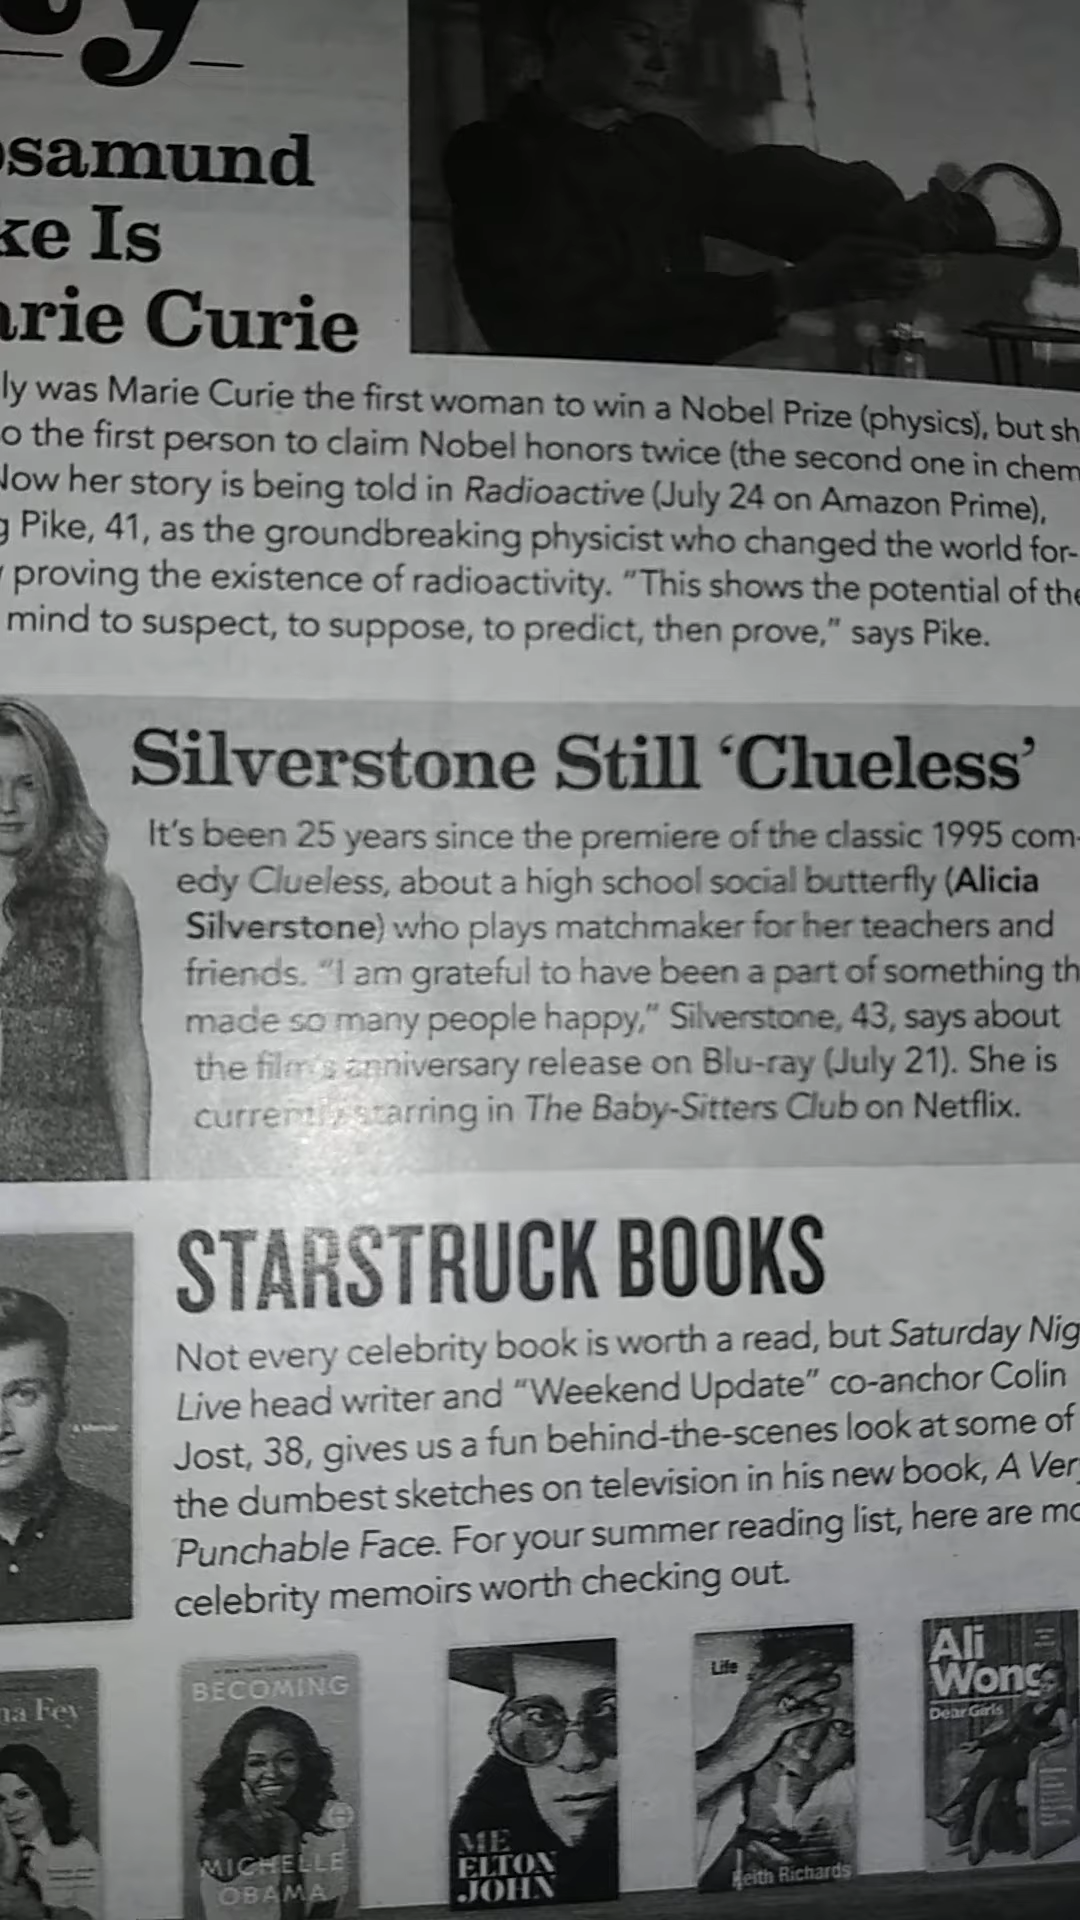 samund
ke Is
rie Curie
ly was Marie Curie the first woman to win a Nobel Prize (physics), but sh
o the first person to claim Nobel honors twice (the second one in chem
Now her story is being told in Radioactive (July 24 on Amazon Prime),
g Pike, 41, as the groundbreaking physicist who changed the world for-
proving the existence of radioactivity. “This shows the potential of the
mind to suspect, to suppose, to predict, then prove,” says Pike.
Silverstone Still ‘Clueless’
It’s been 25 years since the premiere of the classic 1995 com-
edy Clueless, about a high school social butterfly (Alicia
Silverstone) who plays matchmaker for her teachers and
friends. “I am grateful to have been a part of something th
made so many people happy,” Silverstone, 43, says about
the film’s anniversary release on Blu-ray (July 21). She is
currently starring in The Baby-Sitters Club on Netflix.
STARSTRUCK BOOKS
Not every celebrity book is worth a read, but Saturday Nig
Live head writer and “Weekend Update” co-anchor Colin
Jost, 38, gives us a fun behind-the-scenes look at some of
the dumbest sketches on television in his new book, A Ver
Punchable Face. For your summer reading list, here are mo
celebrity memoirs worth checking out.
A Memoir
na Fey
BECOMING
MICHELLE
OBAMA
ME
ELTON
JOHN
Life
Keith Richards
Ali
Wong
Dear Girls